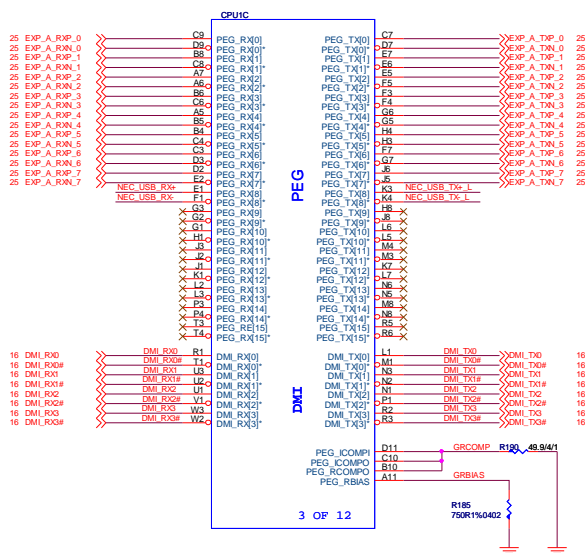 CPU1C
25 EXP_A_RXP_0 C9 PEG_RX[0] PEG_TX[0] C7 EXP_A_TXP_0 25
25 EXP_A_RXN_0 D9 PEG_RX[0]* PEG_TX[0]* D7 EXP_A_TXN_0 25
25 EXP_A_RXP_1 B8 PEG_RX[1] PEG_TX[1] E7 EXP_A_TXP_1 25
25 EXP_A_RXN_1 C8 PEG_RX[1]* PEG_TX[1]* E6 EXP_A_TXN_1 25
25 EXP_A_RXP_2 A7 PEG_RX[2] PEG_TX[2] E5 EXP_A_TXP_2 25
25 EXP_A_RXN_2 A6 PEG_RX[2]* PEG_TX[2]* F5 EXP_A_TXN_2 25
25 EXP_A_RXP_3 B6 PEG_RX[3] PEG_TX[3] F3 EXP_A_TXP_3 25
25 EXP_A_RXN_3 C6 PEG_RX[3]* PEG_TX[3]* F4 EXP_A_TXN_3 25
25 EXP_A_RXP_4 A5 PEG_RX[4] PEG_TX[4] G6 EXP_A_TXP_4 25
25 EXP_A_RXN_4 B5 PEG_RX[4]* PEG_TX[4]* G5 EXP_A_TXN_4 25
25 EXP_A_RXP_5 B4 PEG_RX[5] PEG_TX[5] H4 EXP_A_TXP_5 25
25 EXP_A_RXN_5 C4 PEG_RX[5]* PEG_TX[5]* H3 EXP_A_TXN_5 25
25 EXP_A_RXP_6 C3 PEG_RX[6] PEG_TX[6] F7 EXP_A_TXP_6 25
25 EXP_A_RXN_6 D3 PEG_RX[6]* PEG_TX[6]* G7 EXP_A_TXN_6 25
25 EXP_A_RXP_7 D2 PEG_RX[7] PEG_TX[7] J6 EXP_A_TXP_7 25
25 EXP_A_RXN_7 E2 PEG_RX[7]* PEG_TX[7]* J5 EXP_A_TXN_7 25
NEC_USB_RX+ E1 PEG_RX[8] PEG PEG_TX[8] K3 NEC_USB_TX+_L
NEC_USB_RX- F1 PEG_RX[8]* PEG_TX[8]* K4 NEC_USB_TX-_L
G3 PEG_RX[9] PEG_TX[9] H8
G2 PEG_RX[9]* PEG_TX[9]* J8
G1 PEG_RX[10] PEG_TX[10] L6
H1 PEG_RX[10]* PEG_TX[10]* L5
J3 PEG_RX[11] PEG_TX[11] M4
J2 PEG_RX[11]* PEG_TX[11]* M3
J1 PEG_RX[12] PEG_TX[12] K7
K1 PEG_RX[12]* PEG_TX[12]* L7
L2 PEG_RX[13] PEG_TX[13] N6
L3 PEG_RX[13]* PEG_TX[13]* N5
P3 PEG_RX[14] PEG_TX[14] M8
P4 PEG_RX[14]* PEG_TX[14]* N8
T3 PEG_RE[15] PEG_TX[15] R5
T4 PEG_RX[15]* PEG_TX[15]* R6
16 DMI_RX0 DMI_RX0 R1 DMI_RX[0] DMI_TX[0] L1 DMI_TX0 DMI_TX0 16
16 DMI_RX0# DMI_RX0# T1 DMI_RX[0]* DMI_TX[0]* M1 DMI_TX0# DMI_TX0# 16
16 DMI_RX1 DMI_RX1 U3 DMI_RX[1] DMI_TX[1] N3 DMI_TX1 DMI_TX1 16
16 DMI_RX1# DMI_RX1# U2 DMI_RX[1]* DMI_TX[1]* N2 DMI_TX1# DMI_TX1# 16
16 DMI_RX2 DMI_RX2 U1 DMI_RX[2] DMI DMI_TX[2] N1 DMI_TX2 DMI_TX2 16
16 DMI_RX2# DMI_RX2# V1 DMI_RX[2]* DMI_TX[2]* P1 DMI_TX2# DMI_TX2# 16
16 DMI_RX3 DMI_RX3 W3 DMI_RX[3] DMI_TX[3] R2 DMI_TX3 DMI_TX3 16
16 DMI_RX3# DMI_RX3# W2 DMI_RX[3]* DMI_TX[3]* R3 DMI_TX3# DMI_TX3# 16
PEG_ICOMPI D11 GRCOMP R190 49.9/4/1
PEG_ICOMPO C10
PEG_RCOMPO B10
PEG_RBIAS A11 GRBIAS
R185
750R1%0402
3 OF 12